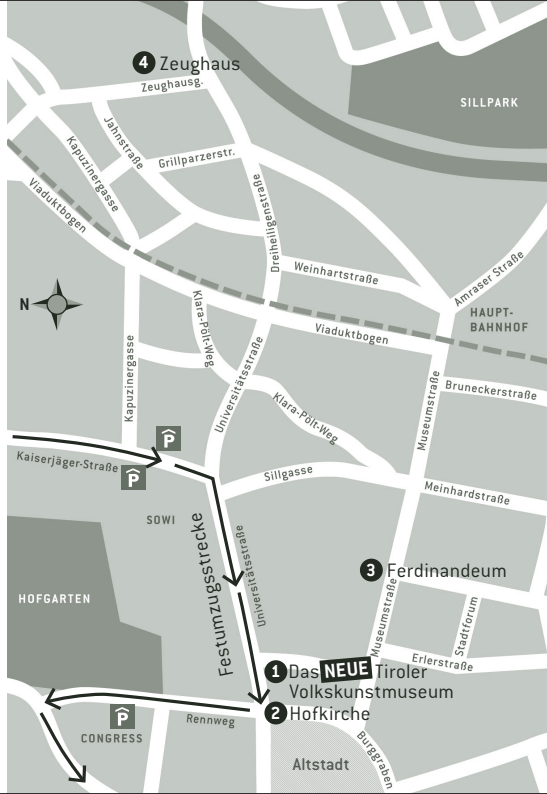 4 Zeughaus
Zeughausg.
SILLPARK
Jahnstraße
Kapuzinergasse
Grillparzerstr.
Viaduktbogen
Dreiheiligenstraße
Weinhartstraße
Amraser Straße
N
HAUPT-
BAHNHOF
Klara-Pölt-Weg
Viaduktbogen
Kapuzinergasse
Universitätsstraße
Museumstraße
Bruneckerstraße
Klara-Pölt-Weg
P
Kaiserjäger-Straße
P
Sillgasse
Meinhardstraße
SOWI
Festumzugsstrecke
Universitätsstraße
3 Ferdinandeum
HOFGARTEN
Museumstraße
Stadtforum
Erlerstraße
1 Das NEUE Tiroler
Volkskunstmuseum
2 Hofkirche
P
Rennweg
CONGRESS
Burggraben
Altstadt